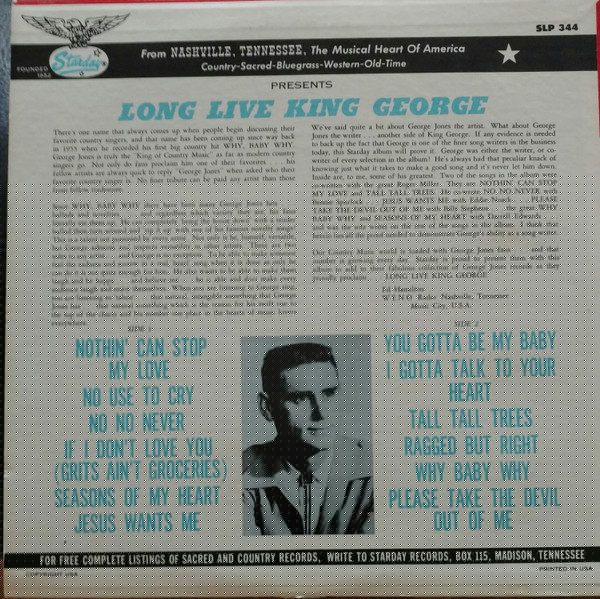 SLP 344
FOUNDED 1952
Starday
From NASHVILLE, TENNESSEE, The Musical Heart Of America
Country-Sacred-Bluegrass-Western-Old-Time
PRESENTS
LONG LIVE KING GEORGE
There's one name that always comes up when people begin discussing their
favorite country singers, and that name has been coming up since way back
in 1955 when he recorded his first big country hit WHY, BABY WHY.
George Jones is truly the "King of Country Music" as far as modern country
singers go. Not only do fans proclaim him one of their favorites . . . his
fellow artists are always quick to reply "George Jones" when asked who their
favorite country singer is. No finer tribute can be paid any artist than those
from fellow tradesmen.
Since WHY, BABY WHY there have been many George Jones hits . . .
ballads and novelties . . . and regardless which variety they are, his fans
literally eat them up. He can completely bring the house down with a tender
ballad then turn around and "rip it up" with one of his famous novelty songs!
This is a talent not possessed by every artist. Not only is he, himself, versatile,
but George admires and respects versatility in other artists. There are two
sides to any artist . . . and George is no exception. To be able to make someone
feel the sadness and sorrow in a real heart song when it is done as only he
can do it is not quite enough for him. He also wants to be able to make them
laugh and be happy . . . and believe me . . . he is able and does make every
audience laugh and enjoy themselves. When you are listening to George sing,
you are listening to talent . . . that natural, intangible something that George
Jones has . . . that natural something which is the reason for his swift rise to
the top of the charts and his number one place in the hearts of music lovers
everywhere.
We've said quite a bit about George Jones the artist. What about George
Jones the writer . . . another side of King George. If any evidence is needed
to back up the fact that George is one of the finer song writers in the business
today, this Starday album will prove it. George was either the writer, or co-
writer of every selection in the album! He's always had that peculiar knack of
knowing just what it takes to make a good song and it's never let him down.
Inside are, to me, some of his greatest. Two of the songs in the album were
co-written with the great Roger Miller. They are NOTHING CAN STOP
MY LOVE and TALL TALL TREES. He co-wrote NO NO NEVER with
Bennie Sporlock . . . JESUS WANTS ME with Eddie Noack . . . PLEASE
TAKE THE DEVIL OUT OF ME with Billy Stephens . . . the great WHY
BABY WHY and SEASONS OF MY HEART with Darrell Edwards . . .
and was the sole writer on the rest of the songs in the album. I think that
herein lies all the proof needed to demonstrate George's ability as a song writer.
Our Country Music world is loaded with George Jones fans . . . and that
number is growing every day. Starday is proud to present them with this
album to add to their fabulous collection of George Jones records as they
proudly proclaim . . . LONG LIVE KING GEORGE.
Ed Hamilton
WENO Radio Nashville, Tennessee
Music City, U.S.A.
SIDE 1
NOTHIN' CAN STOP
MY LOVE
NO USE TO CRY
NO NO NEVER
IF I DON'T LOVE YOU
(GRITS AIN'T GROCERIES)
SEASONS OF MY HEART
JESUS WANTS ME
SIDE 2
YOU GOTTA BE MY BABY
I GOTTA TALK TO YOUR
HEART
TALL TALL TREES
RAGGED BUT RIGHT
WHY BABY WHY
PLEASE TAKE THE DEVIL
OUT OF ME
FOR FREE COMPLETE LISTINGS OF SACRED AND COUNTRY RECORDS, WRITE TO STARDAY RECORDS, BOX 115, MADISON, TENNESSEE
COPYRIGHT USA
PRINTED IN USA